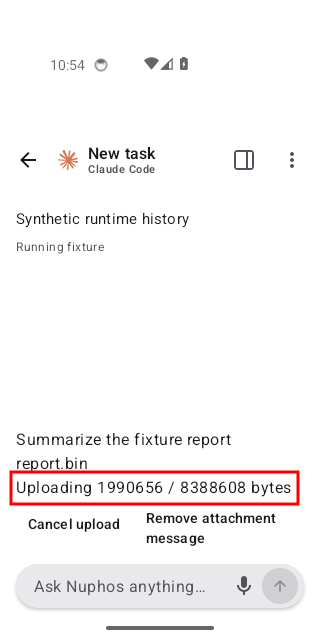 10:54
New task
Claude Code
Synthetic runtime history
Running fixture
Summarize the fixture report
report.bin
Uploading 1990656 / 8388608 bytes
Cancel upload
Remove attachment
message
Ask Nuphos anything...